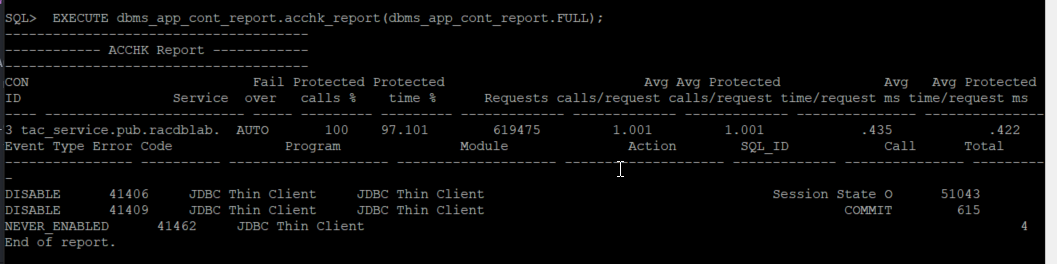 SQL>  EXECUTE dbms_app_cont_report.acchk_report(dbms_app_cont_report.FULL);
------------------------------------
------------ ACCHK Report ------------
------------------------------------
CON Fail Protected Protected Avg Avg Protected Avg Avg Protected
ID Service over calls % time % Requests calls/request calls/request time/request ms time/request ms
3 tac_service.pub.racdblab. AUTO 100 97.101 619475 1.001 1.001 .435 .422
Event Type Error Code Program Module Action SQL_ID Call Total
-
DISABLE 41406 JDBC Thin Client JDBC Thin Client Session State O 51043
DISABLE 41409 JDBC Thin Client JDBC Thin Client COMMIT 615
NEVER_ENABLED 41462 JDBC Thin Client 4
End of report.